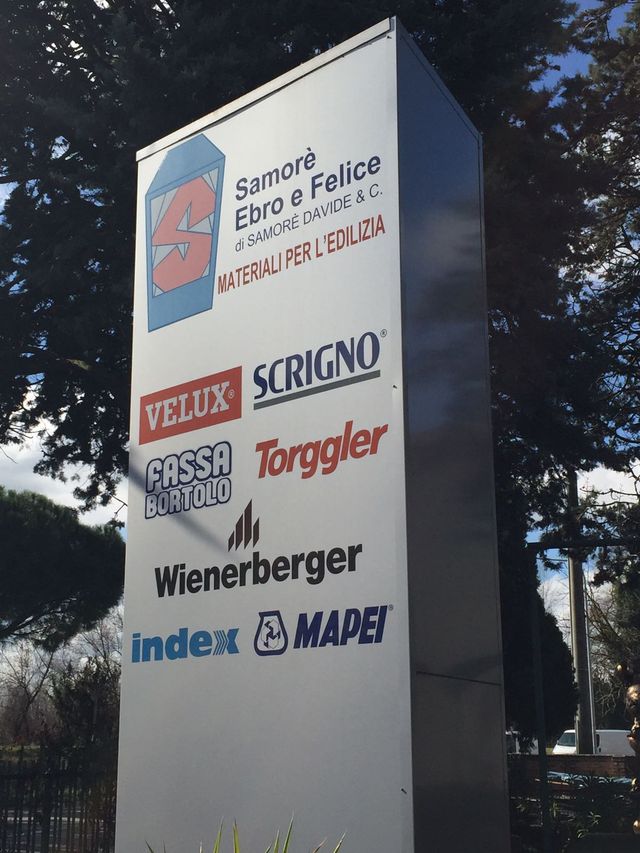 Samorè
Ebro e Felice
di SAMORÈ DAVIDE & C.
MATERIALI PER L'EDILIZIA
S
VELUX®
SCRIGNO®
FASSA
BORTOLO
Torggler
Wienerberger
index
MAPEI®